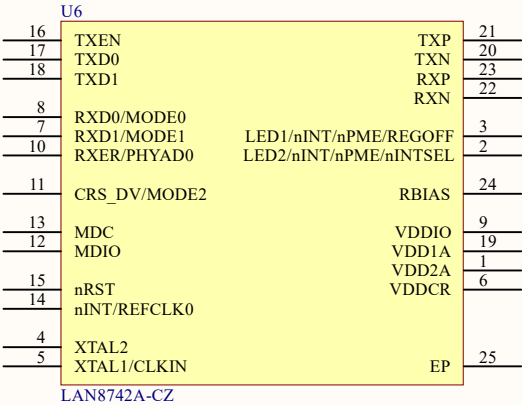 U6
16 TXEN TXP 21
17 TXD0 TXN 20
18 TXD1 RXP 23
RXN 22
8 RXD0/MODE0
7 RXD1/MODE1 LED1/nINT/nPME/REGOFF 3
10 RXER/PHYAD0 LED2/nINT/nPME/nINTSEL 2
11 CRS_DV/MODE2 RBIAS 24
13 MDC VDDIO 9
12 MDIO VDD1A 19
VDD2A 1
15 nRST VDDCR 6
14 nINT/REFCLK0
4 XTAL2
5 XTAL1/CLKIN EP 25
LAN8742A-CZ